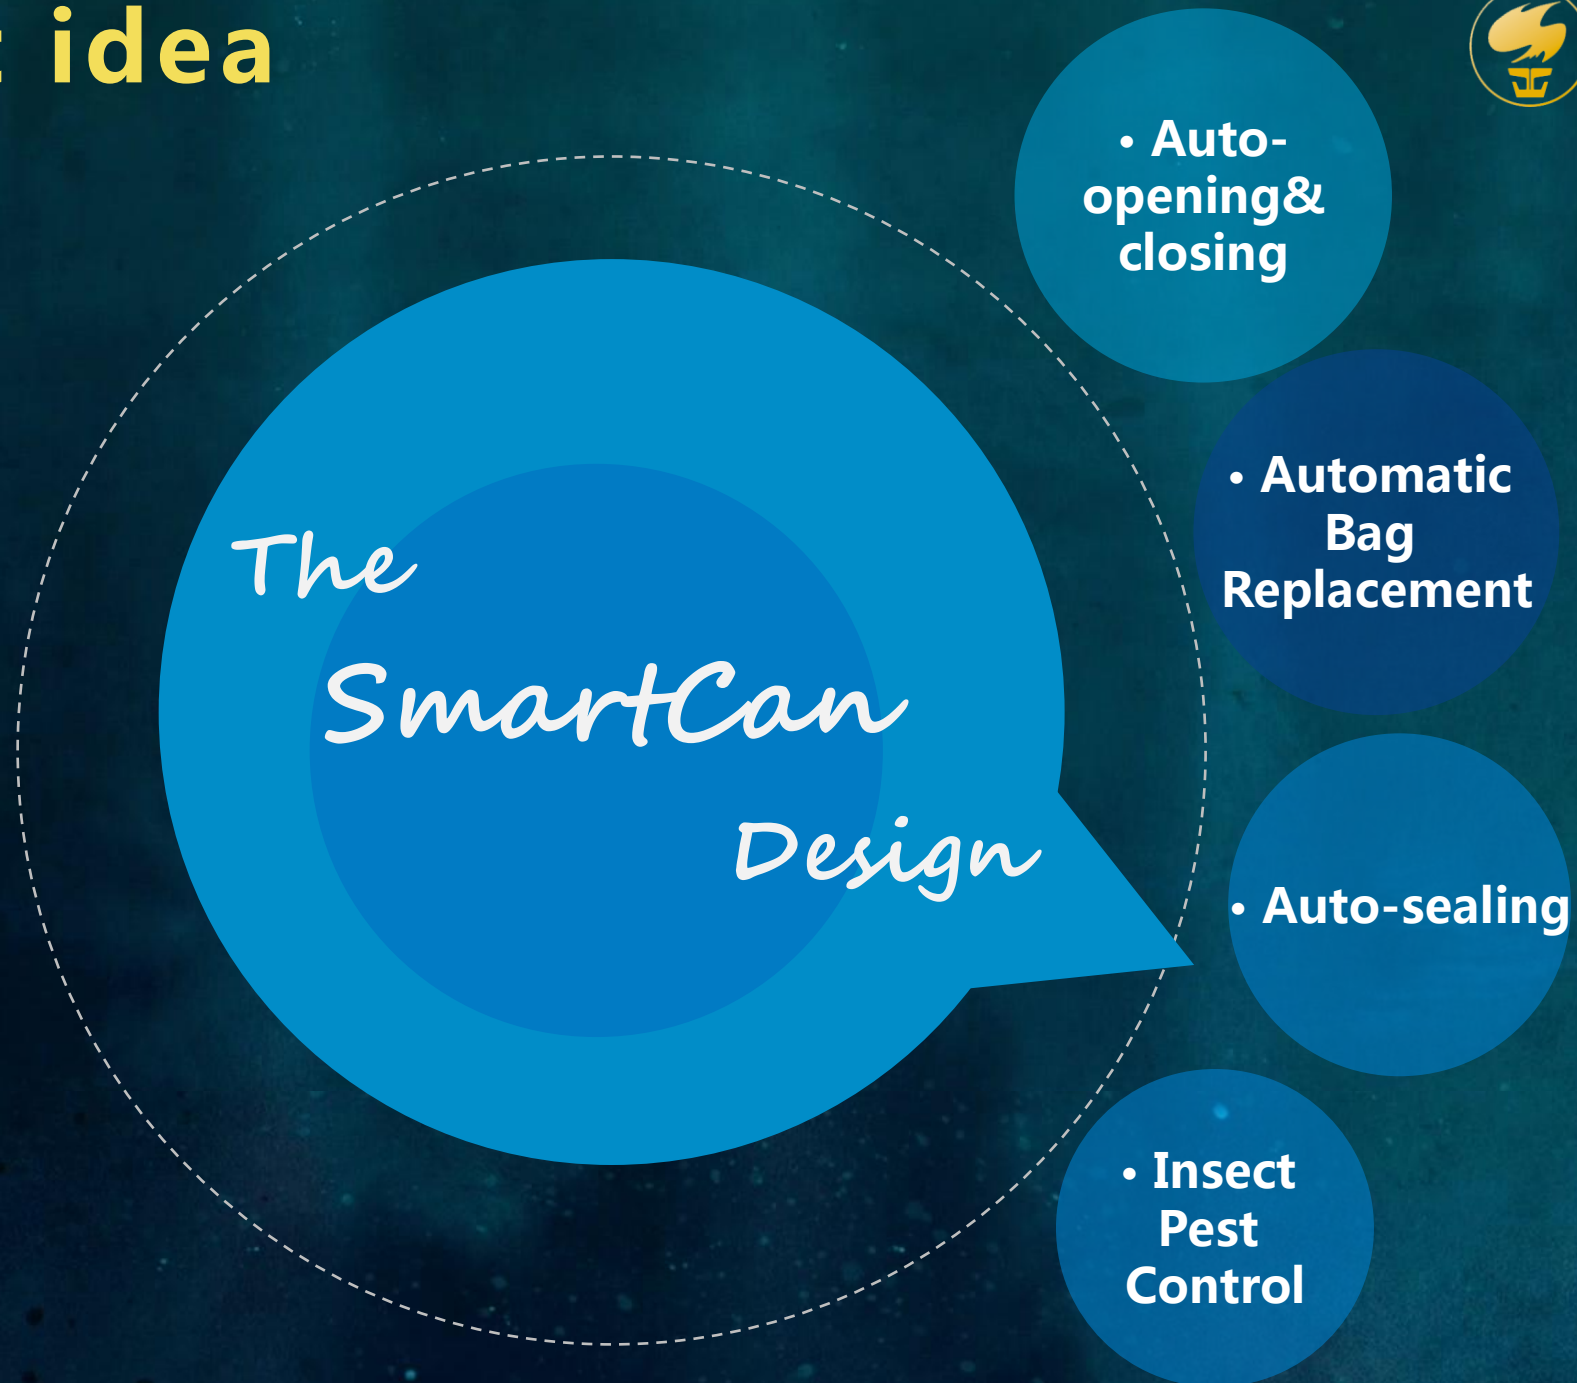 idea
The
SmartCan
Design
• Auto-
opening&
closing
• Automatic
Bag
Replacement
• Auto-sealing
• Insect
Pest
Control